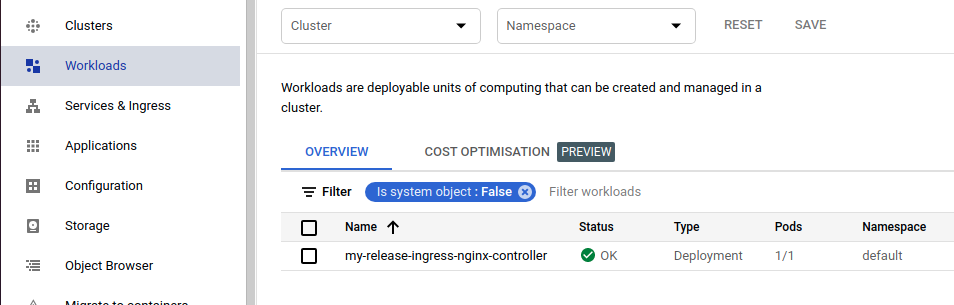 Clusters
Workloads
Services & Ingress
Applications
Configuration
Storage
Object Browser
Migrate to containers
Cluster
Namespace
RESET
SAVE
Workloads are deployable units of computing that can be created and managed in a
cluster.
OVERVIEW
COST OPTIMISATION PREVIEW
Filter Is system object : False Filter workloads
Name Status Type Pods Namespace
my-release-ingress-nginx-controller OK Deployment 1/1 default